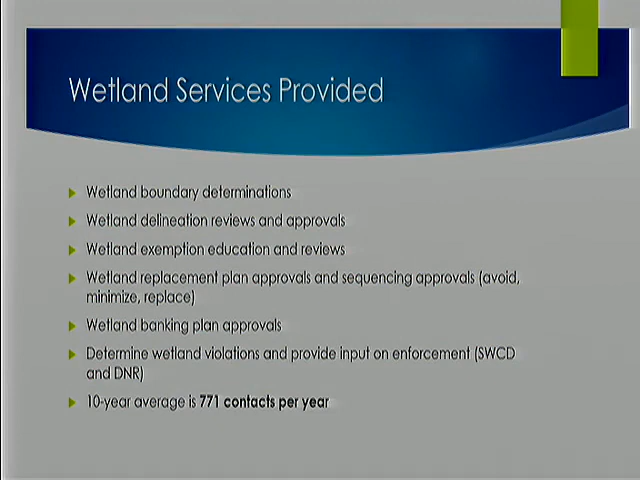 Wetland Services Provided
Wetland boundary determinations
Wetland delineation reviews and approvals
Wetland exemption education and reviews
Wetland replacement plan approvals and sequencing approvals (avoid,
minimize, replace)
Wetland banking plan approvals
Determine wetland violations and provide input on enforcement (SWCD
and DNR)
10-year average is 771 contacts per year